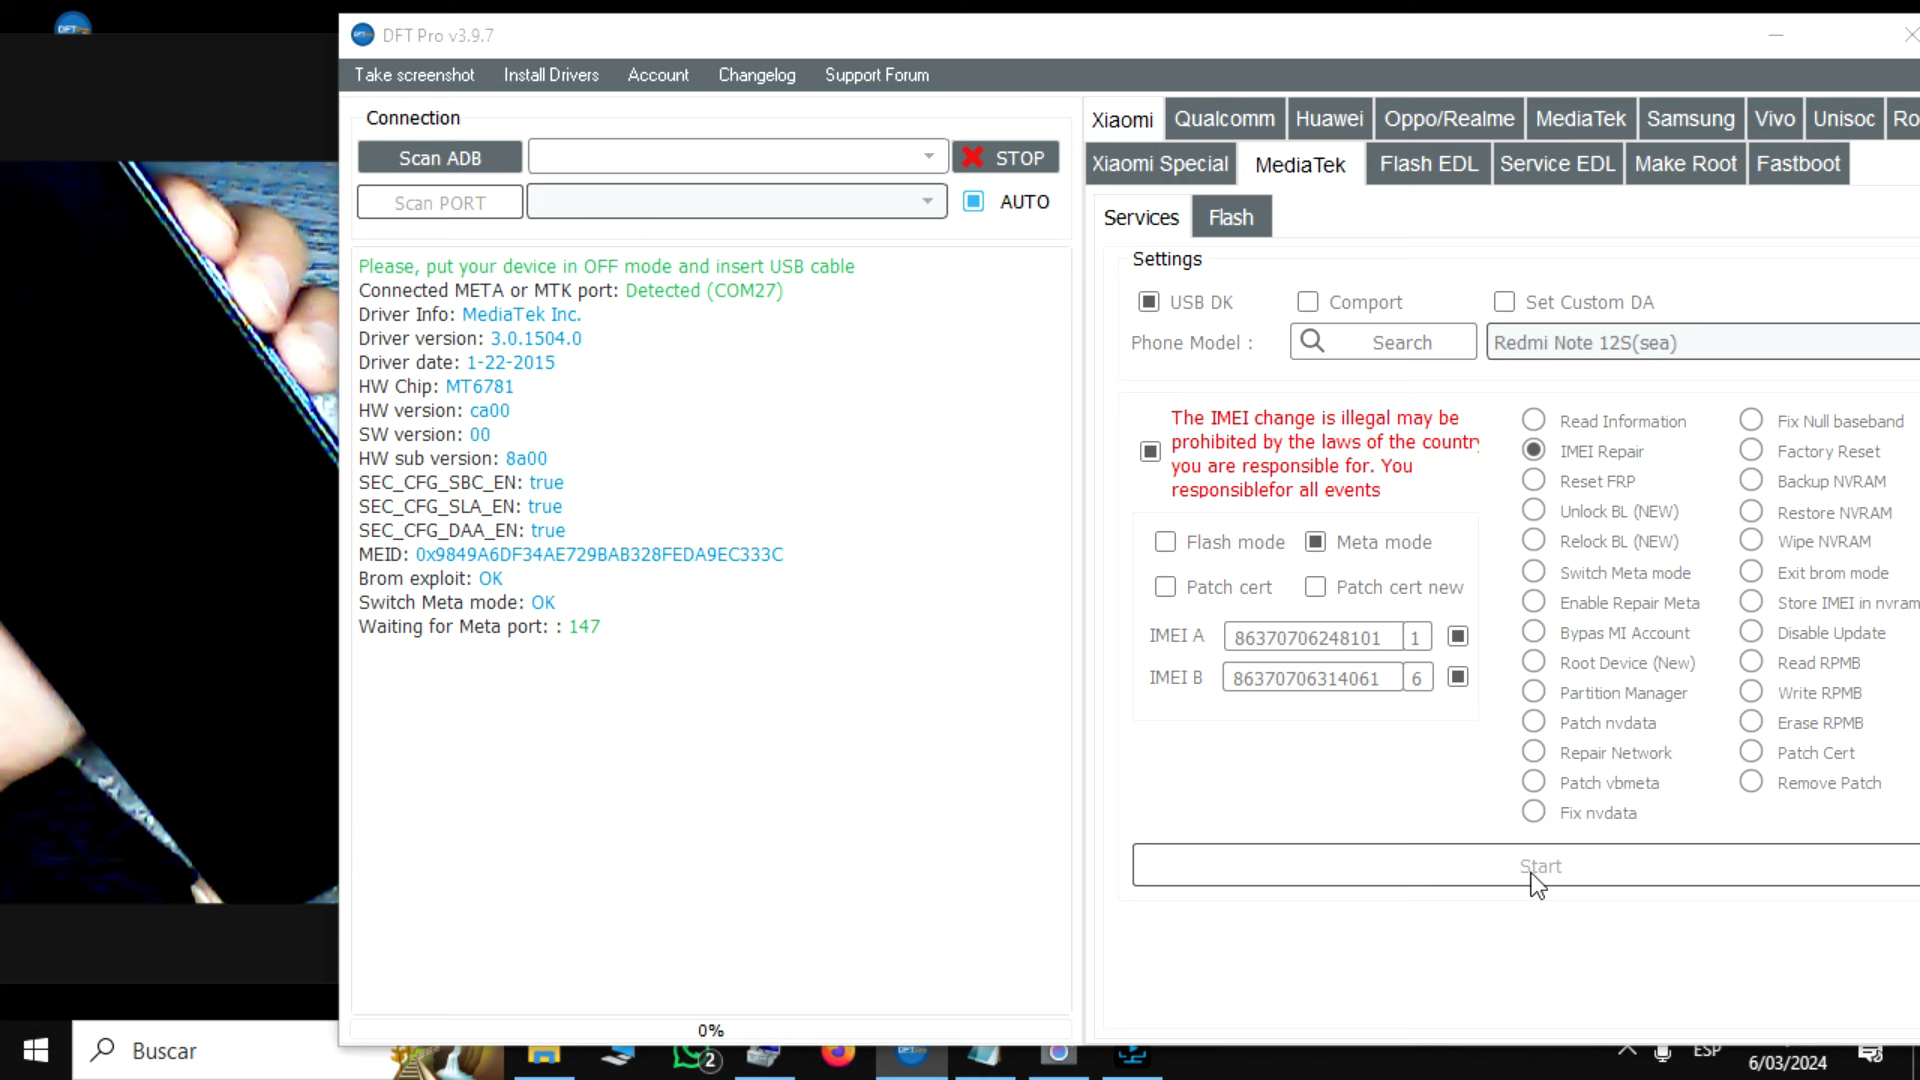 DFT Pro v3.9.7
Take screenshot Install Drivers Account Changelog Support Forum
Connection
Scan ADB STOP
Scan PORT AUTO
Please, put your device in OFF mode and insert USB cable
Connected META or MTK port: Detected (COM27)
Driver Info: MediaTek Inc.
Driver version: 3.0.1504.0
Driver date: 1-22-2015
HW Chip: MT6781
HW version: ca00
SW version: 00
HW sub version: 8a00
SEC_CFG_SBC_EN: true
SEC_CFG_SLA_EN: true
SEC_CFG_DAA_EN: true
MEID: 0x9849A6DF34AE729BAB328FEDA9EC333C
Brom exploit: OK
Switch Meta mode: OK
Waiting for Meta port: : 147
0%
Xiaomi Qualcomm Huawei Oppo/Realme MediaTek Samsung Vivo Unisoc Ro
Xiaomi Special MediaTek Flash EDL Service EDL Make Root Fastboot
Services Flash
Settings
USB DK Comport Set Custom DA
Phone Model : Search Redmi Note 12S(sea)
The IMEI change is illegal may be
prohibited by the laws of the country
you are responsible for. You
responsiblefor all events
Flash mode Meta mode
Patch cert Patch cert new
IMEI A 86370706248101 1
IMEI B 86370706314061 6
Read Information Fix Null baseband
IMEI Repair Factory Reset
Reset FRP Backup NVRAM
Unlock BL (NEW) Restore NVRAM
Relock BL (NEW) Wipe NVRAM
Switch Meta mode Exit brom mode
Enable Repair Meta Store IMEI in nvram
Bypas MI Account Disable Update
Root Device (New) Read RPMB
Partition Manager Write RPMB
Patch nvdata Erase RPMB
Repair Network Patch Cert
Patch vbmeta Remove Patch
Fix nvdata
Start
Buscar 2 ESP
6/03/2024